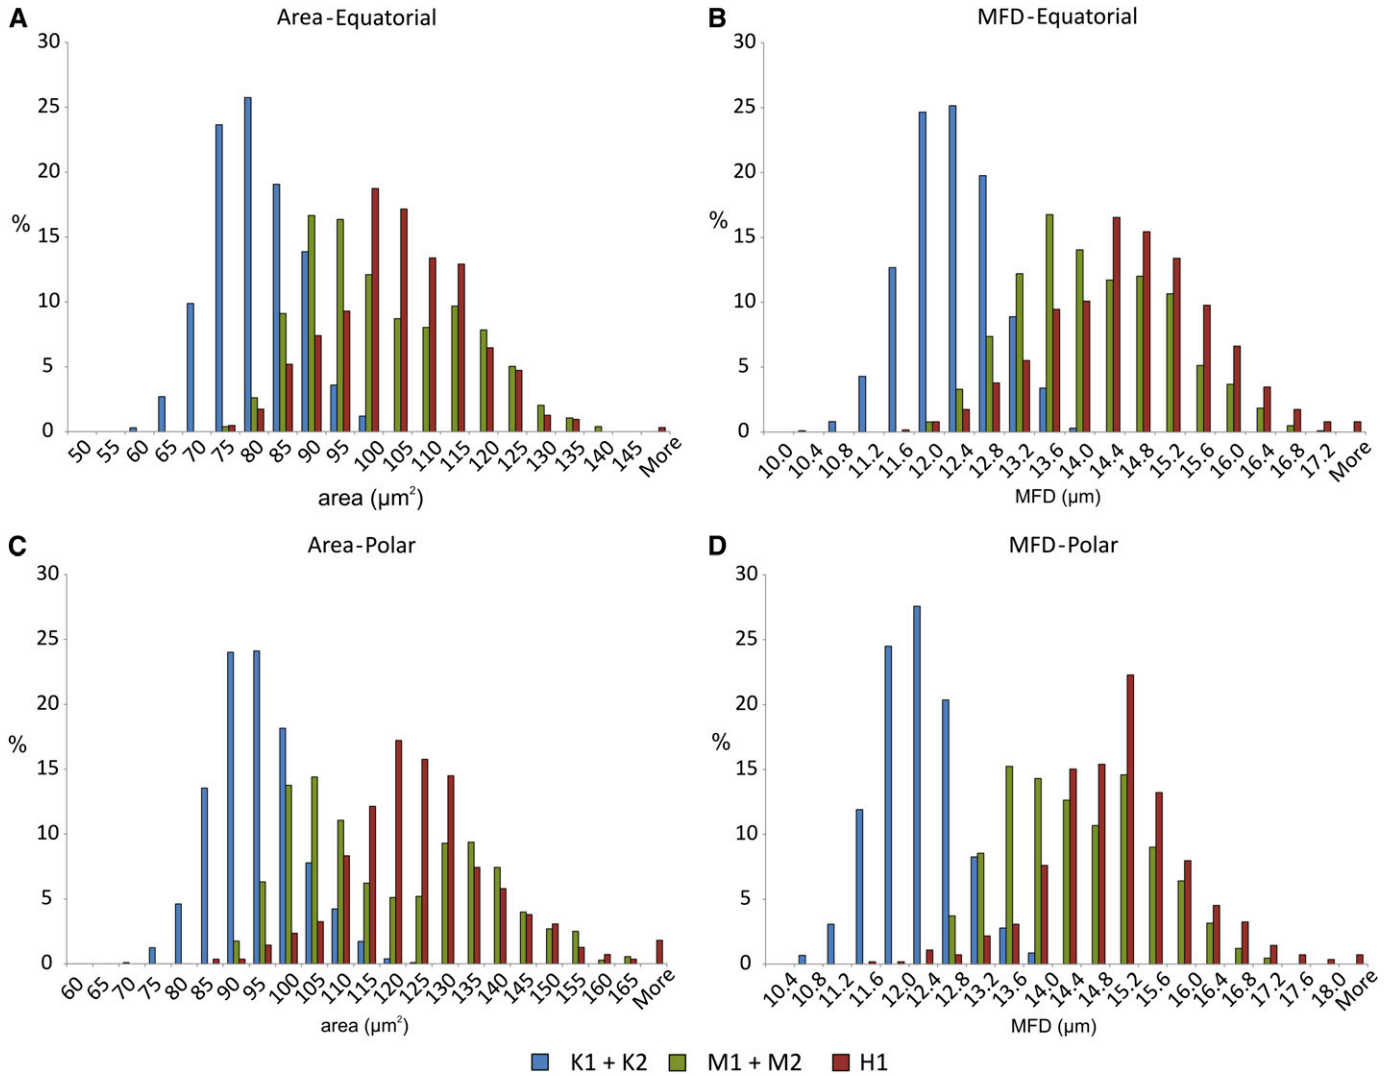 A
Area-Equatorial
30
25
20
%
15
10
5
0
50 55 60 65 70 75 80 85 90 95 100 105 110 115 120 125 130 135 140 145 More
area (µm²)
B
MFD-Equatorial
30
25
20
%
15
10
5
0
10.0 10.4 10.8 11.2 11.6 12.0 12.4 12.8 13.2 13.6 14.0 14.4 14.8 15.2 15.6 16.0 16.4 16.8 17.2 More
MFD (µm)
C
Area-Polar
30
25
20
%
15
10
5
0
60 65 70 75 80 85 90 95 100 105 110 115 120 125 130 135 140 145 150 155 160 165 More
area (µm²)
D
MFD-Polar
30
25
20
%
15
10
5
0
10.4 10.8 11.2 11.6 12.0 12.4 12.8 13.2 13.6 14.0 14.4 14.8 15.2 15.6 16.0 16.4 16.8 17.2 17.6 18.0 More
MFD (µm)
K1 + K2 M1 + M2 H1